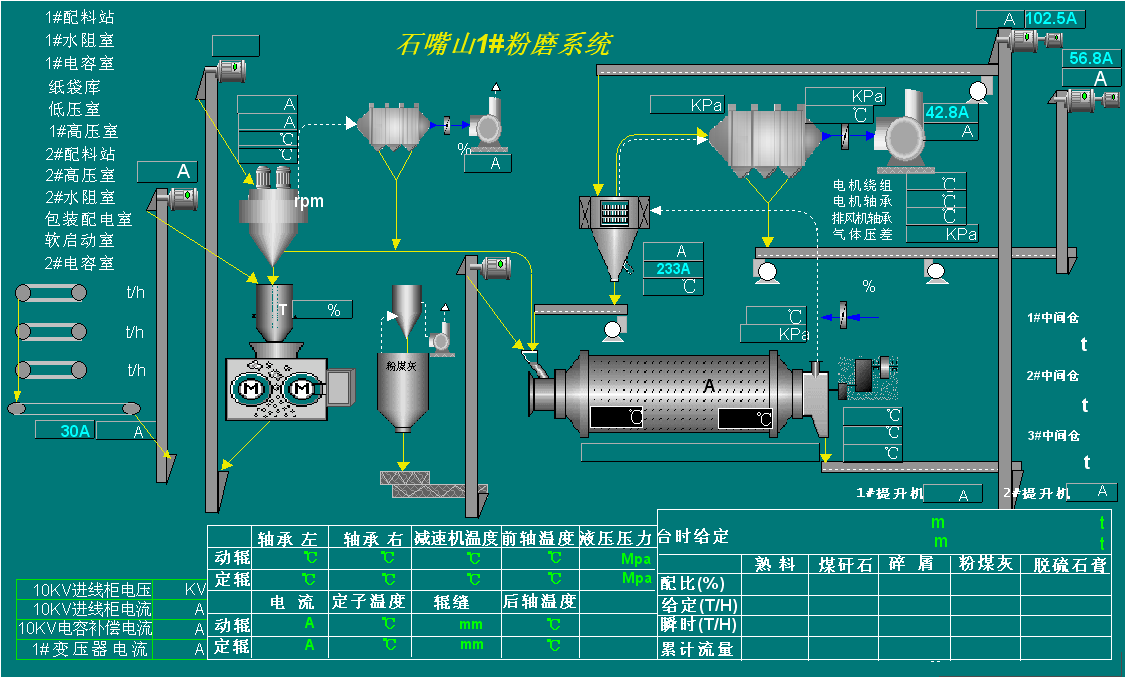 石嘴山1#粉磨系统
1#配料站
1#水阻室
1#电容室
纸袋库
低压室
1#高压室
2#配料站
2#高压室
2#水阻室
包装配电室
软启动室
2#电容室
t/h
t/h
t/h
30A
A
A
A
A
℃
℃
rpm
T
%
M
M
%
A
粉煤灰
KPa
KPa
℃
42.8A
A
A
102.5A
56.8A
A
电机绕组 ℃
电机轴承 ℃
排风机轴承 ℃
气体压差 KPa
A
233A
℃
%
℃
KPa
A
℃
℃
℃
℃
℃
1#中间仓
t
2#中间仓
t
3#中间仓
t
1#提升机 A
2#提升机 A
10KV进线柜电压 KV
10KV进线柜电流 A
10KV电容补偿电流 A
1#变压器电流 A
轴承 左 轴承 右 减速机温度 前轴温度 液压压力
动辊 ℃ ℃ ℃ ℃ Mpa
定辊 ℃ ℃ ℃ ℃ Mpa
电 流 定子温度 辊缝 后轴温度
动辊 A ℃ mm ℃
定辊 A ℃ mm ℃
台时给定 m t
m t
熟 料 煤矸石 碎 屑 粉煤灰 脱硫石膏
配比(%)
给定(T/H)
瞬时(T/H)
累计流量